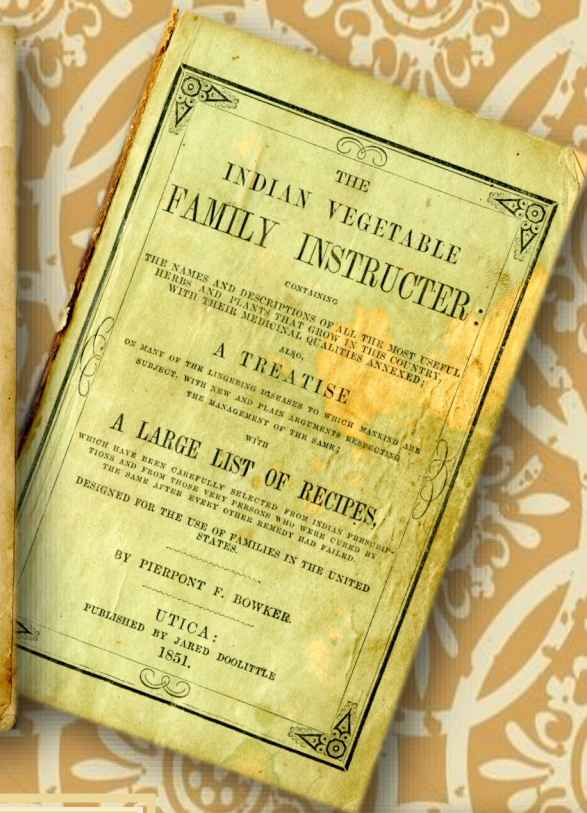 THE
INDIAN VEGETABLE
FAMILY INSTRUCTER:
CONTAINING
THE NAMES AND DESCRIPTIONS OF ALL THE MOST USEFUL
HERBS AND PLANTS THAT GROW IN THIS COUNTRY,
WITH THEIR MEDICINAL QUALITIES ANNEXED;
ALSO,
A TREATISE
ON MANY OF THE LINGERING DISEASES TO WHICH MANKIND ARE
SUBJECT, WITH NEW AND PLAIN ARGUMENTS RESPECTING
THE MANAGEMENT OF THE SAME;
WITH
A LARGE LIST OF RECIPES,
WHICH HAVE BEEN CAREFULLY SELECTED FROM INDIAN PRESCRIP-
TIONS AND FROM THOSE VERY PERSONS WHO WERE CURED BY
THE SAME AFTER EVERY OTHER REMEDY HAD FAILED.
DESIGNED FOR THE USE OF FAMILIES IN THE UNITED
STATES.
BY PIERPONT F. BOWKER.
UTICA:
PUBLISHED BY JARED DOOLITTLE
1851.